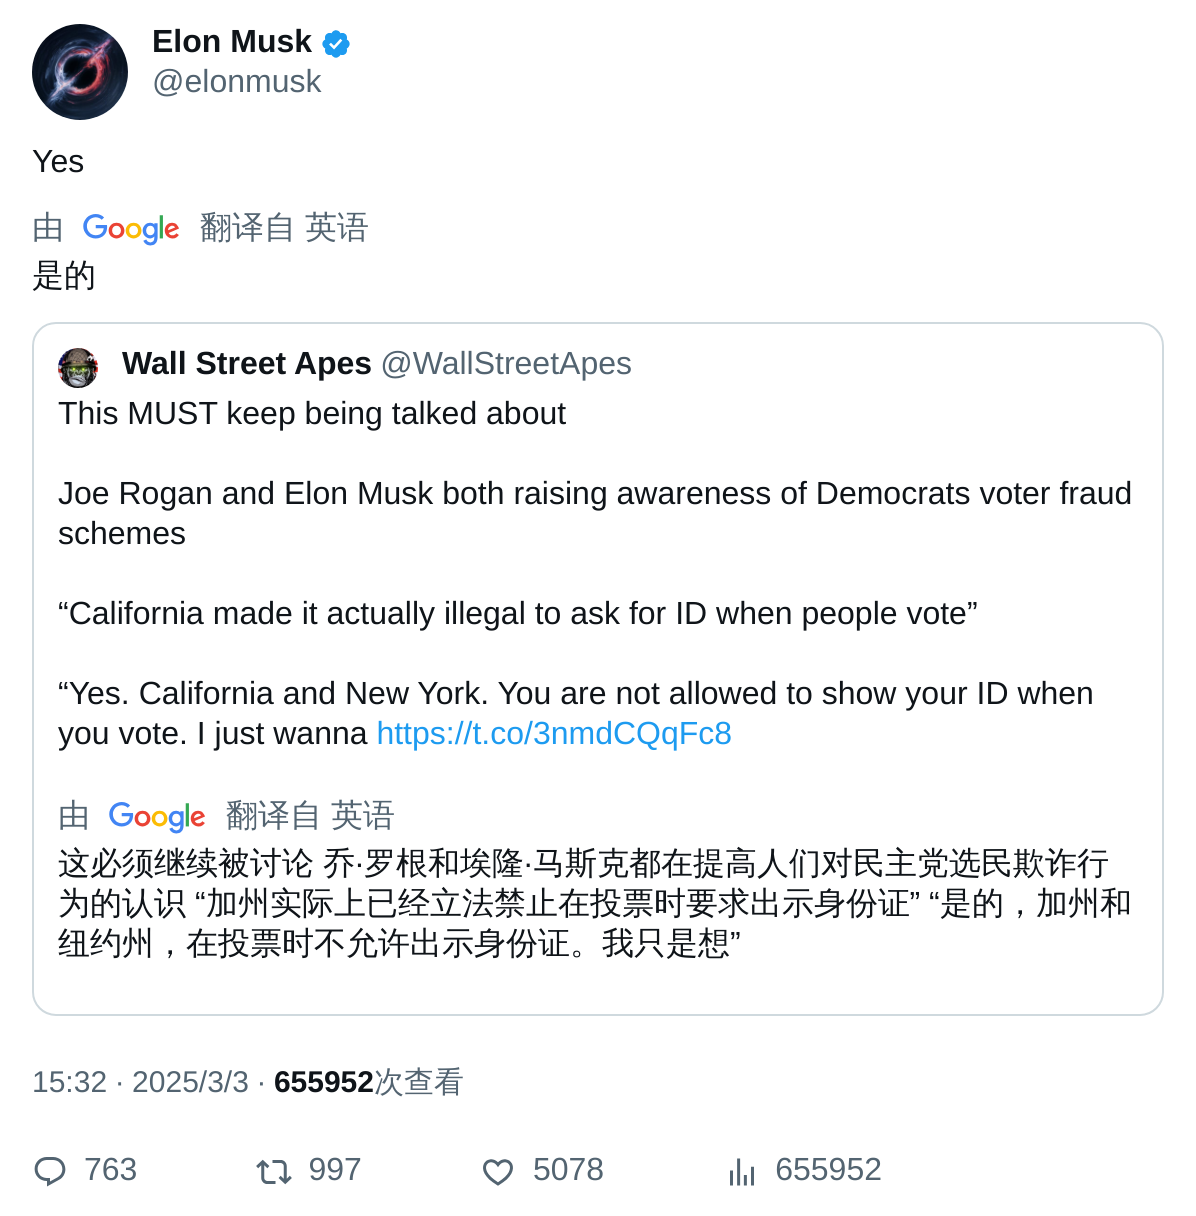 Elon Musk
@elonmusk
Yes
由 Google 翻译自 英语
是的
Wall Street Apes @WallStreetApes
This MUST keep being talked about
Joe Rogan and Elon Musk both raising awareness of Democrats voter fraud
schemes
“California made it actually illegal to ask for ID when people vote”
“Yes. California and New York. You are not allowed to show your ID when
you vote. I just wanna https://t.co/3nmdCQqFc8
由 Google 翻译自 英语
这必须继续被讨论 乔·罗根和埃隆·马斯克都在提高人们对民主党选民欺诈行
为的认识 “加州实际上已经立法禁止在投票时要求出示身份证” “是的，加州和
纽约州，在投票时不允许出示身份证。我只是想”
15:32 · 2025/3/3 · 655952次查看
763 997 5078 655952